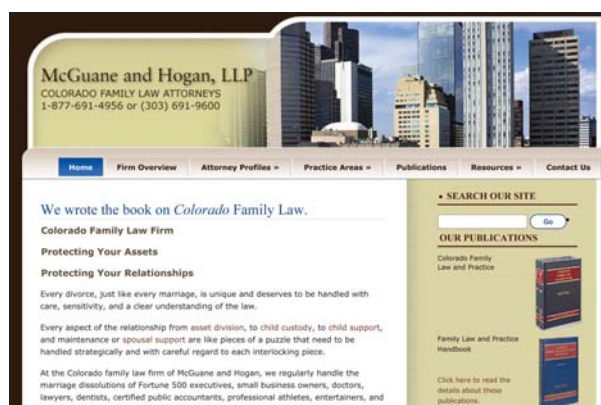 McGuane and Hogan, LLP
COLORADO FAMILY LAW ATTORNEYS
1-877-691-4956 or (303) 691-9600
Home Firm Overview Attorney Profiles » Practice Areas » Publications Resources » Contact Us
We wrote the book on Colorado Family Law.
Colorado Family Law Firm
Protecting Your Assets
Protecting Your Relationships
Every divorce, just like every marriage, is unique and deserves to be handled with
care, sensitivity, and a clear understanding of the law.
Every aspect of the relationship from asset division, to child custody, to child support,
and maintenance or spousal support are like pieces of a puzzle that need to be
handled strategically and with careful regard to each interlocking piece.
At the Colorado family law firm of McGuane and Hogan, we regularly handle the
marriage dissolutions of Fortune 500 executives, small business owners, doctors,
lawyers, dentists, certified public accountants, professional athletes, entertainers, and
• SEARCH OUR SITE
Go
OUR PUBLICATIONS
Colorado Family
Law and Practice
Family Law and Practice
Handbook
Click here to read the
details about these
publications.